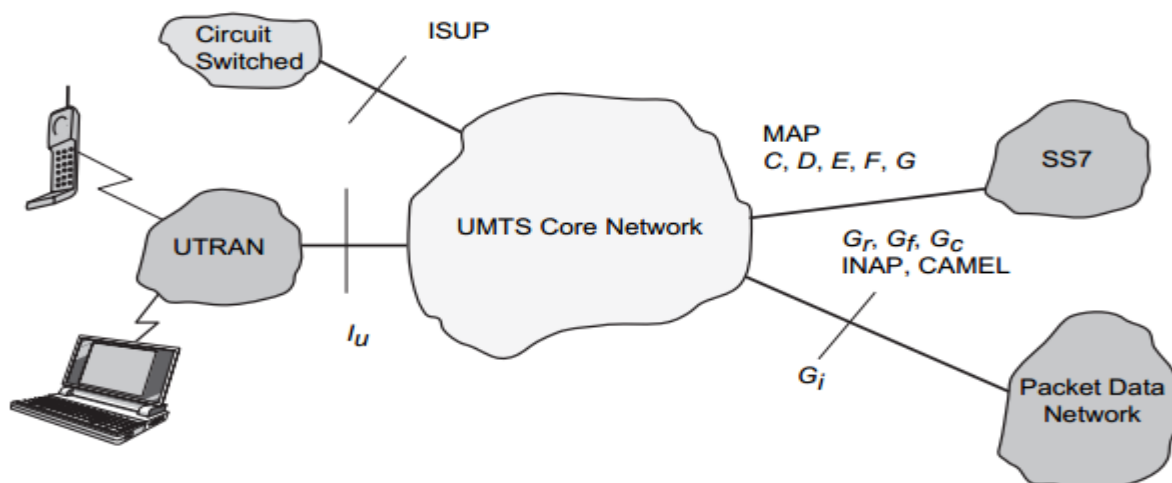 Circuit
Switched
ISUP
MAP
C, D, E, F, G
SS7
UMTS Core Network
UTRAN
Gr, Gf, Gc
INAP, CAMEL
Iu
Gi
Packet Data
Network